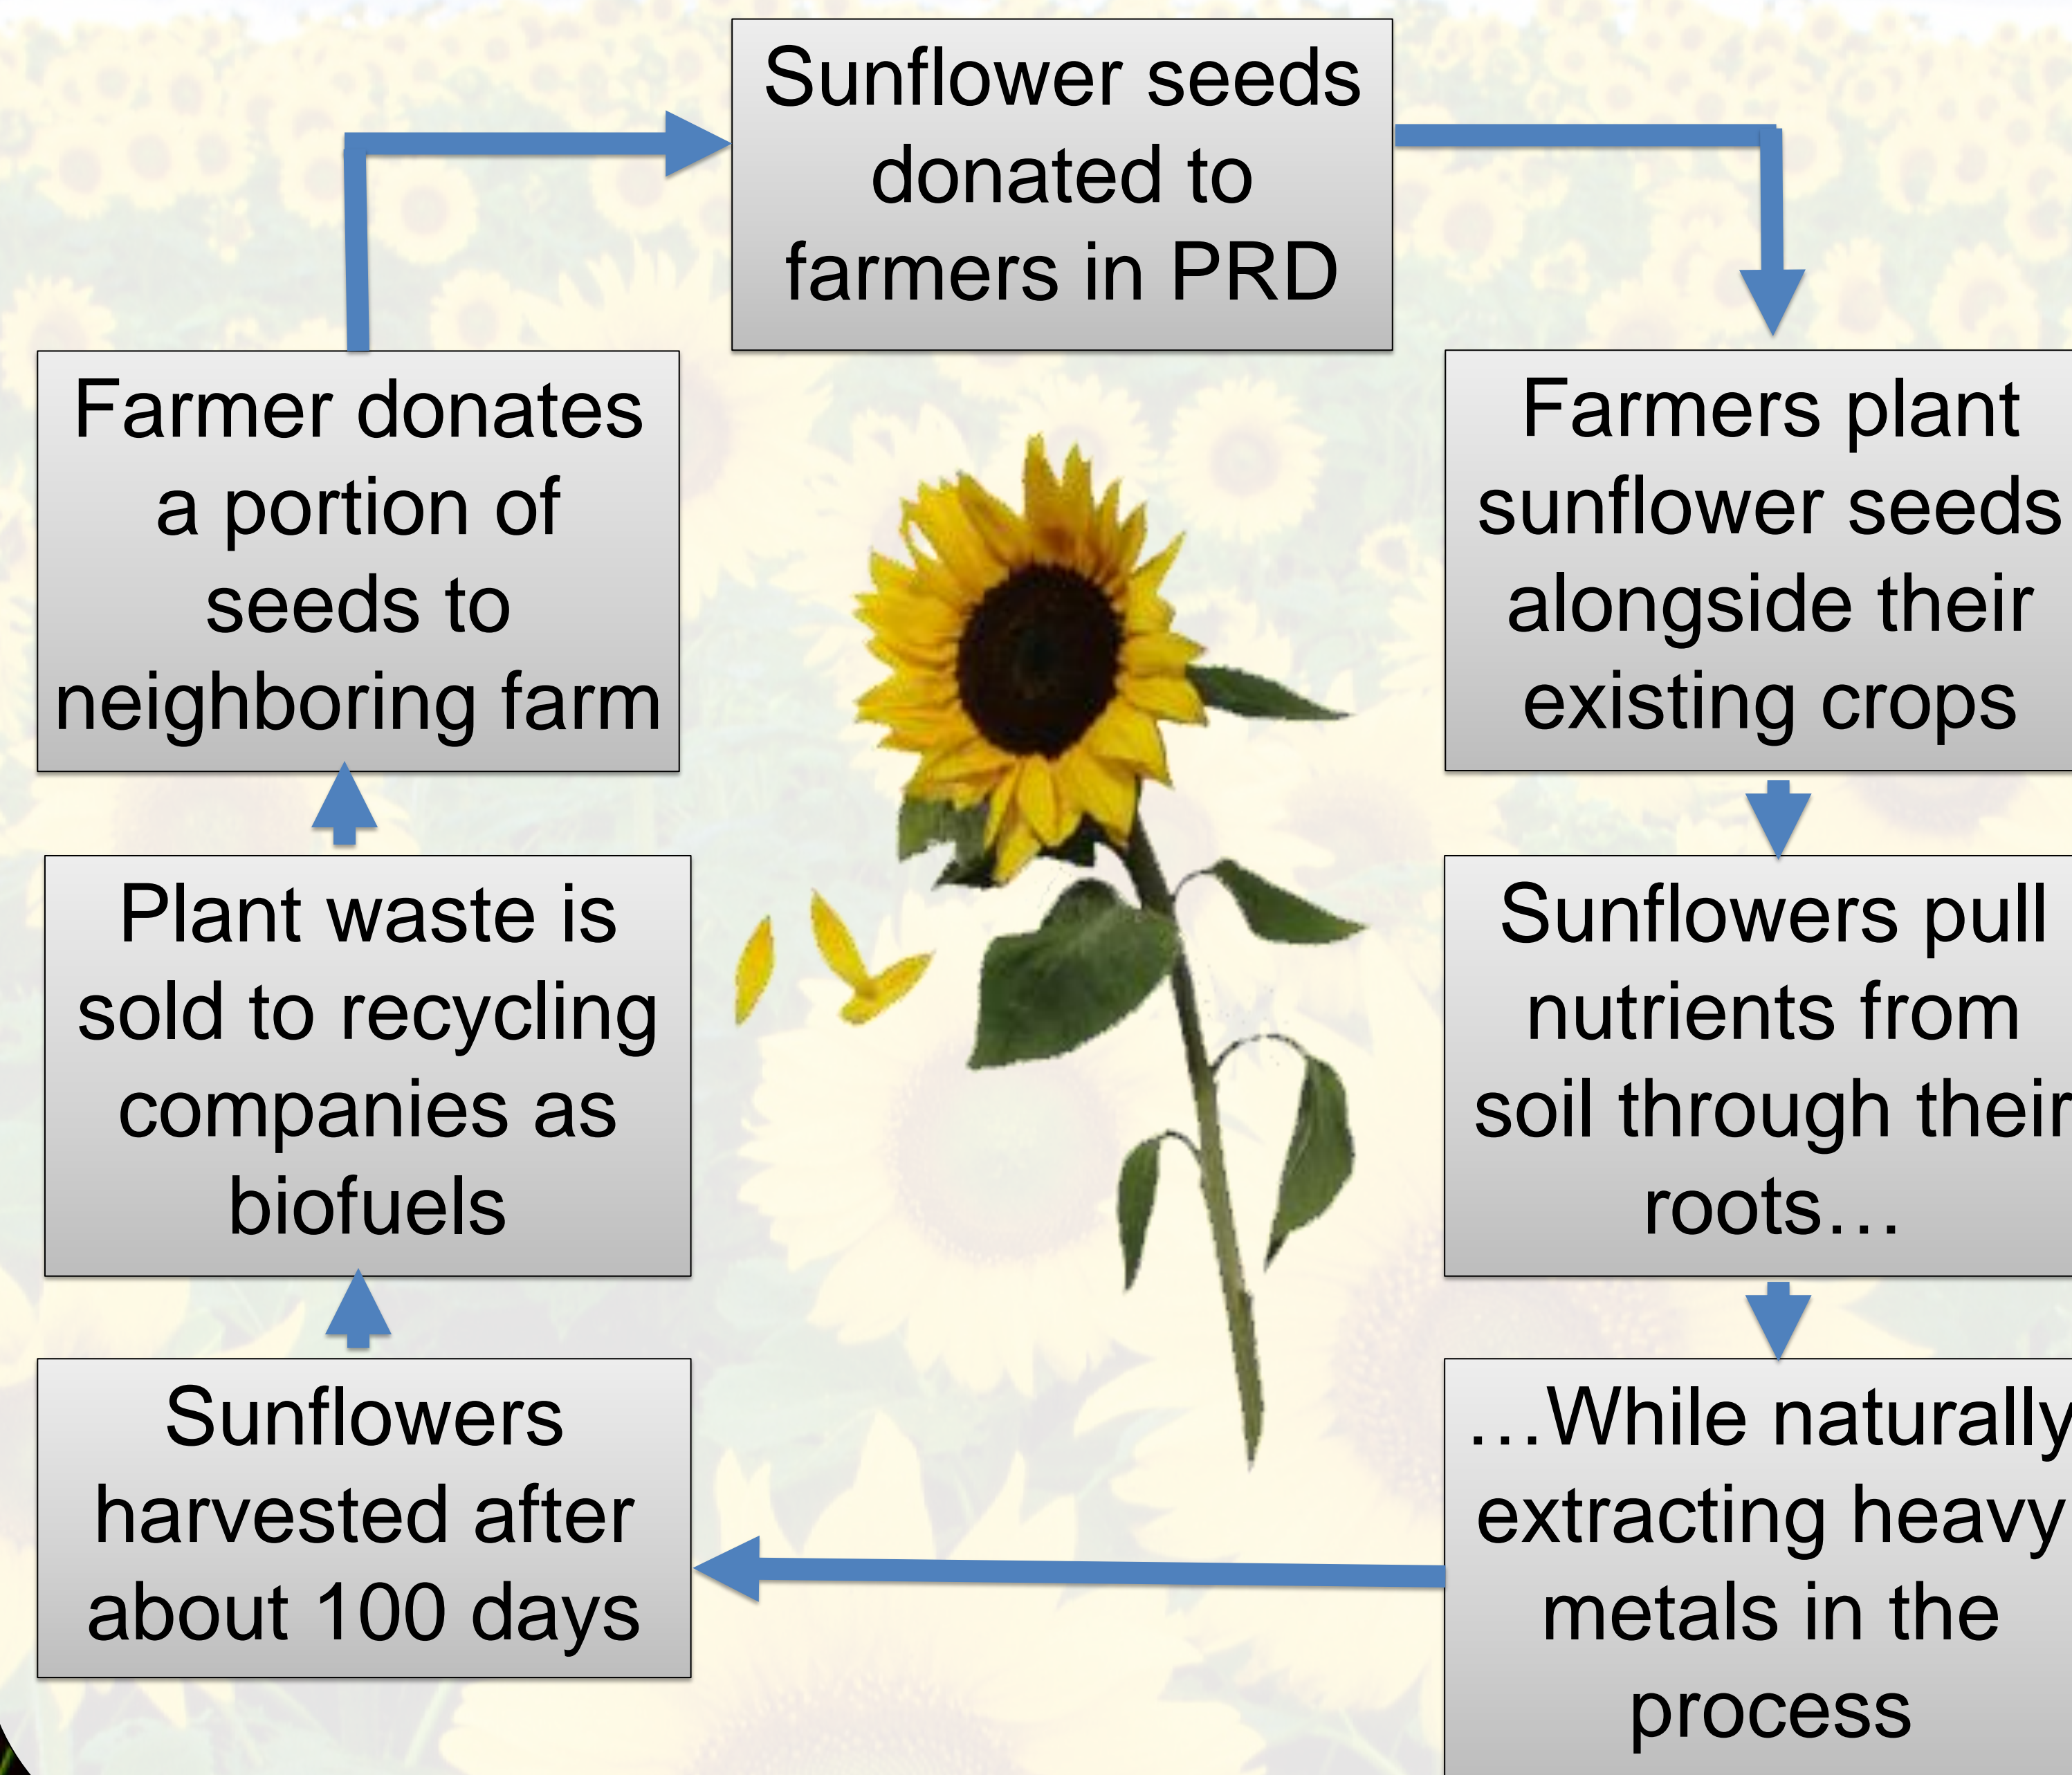 Sunflower seeds
donated to
farmers in PRD
Farmers plant
sunflower seeds
alongside their
existing crops
Sunflowers pull
nutrients from
soil through their
roots…
…While naturally
extracting heavy
metals in the
process
Sunflowers
harvested after
about 100 days
Plant waste is
sold to recycling
companies as
biofuels
Farmer donates
a portion of
seeds to
neighboring farm